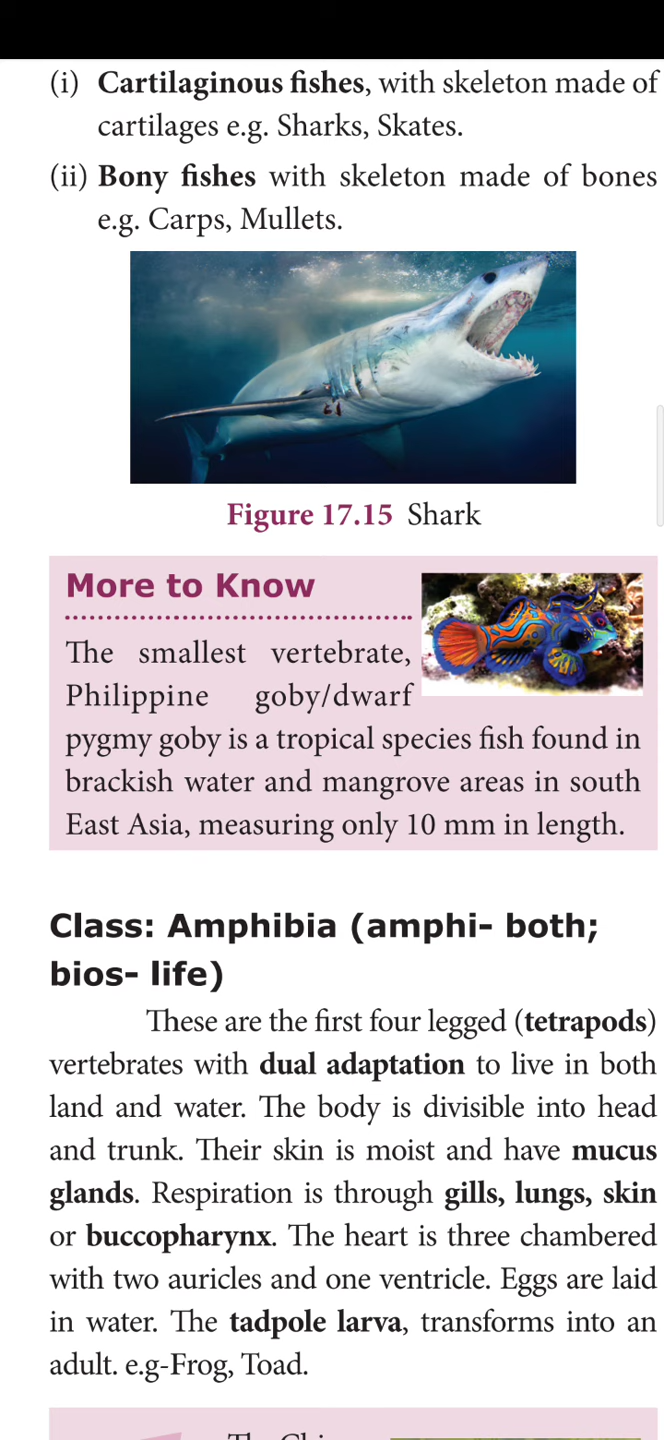 (i) Cartilaginous fishes, with skeleton made of
cartilages e.g. Sharks, Skates.
(ii) Bony fishes with skeleton made of bones
e.g. Carps, Mullets.
Figure 17.15 Shark
More to Know
The smallest vertebrate,
Philippine goby/dwarf
pygmy goby is a tropical species fish found in
brackish water and mangrove areas in south
East Asia, measuring only 10 mm in length.
Class: Amphibia (amphi- both;
bios- life)
These are the first four legged (tetrapods)
vertebrates with dual adaptation to live in both
land and water. The body is divisible into head
and trunk. Their skin is moist and have mucus
glands. Respiration is through gills, lungs, skin
or buccopharynx. The heart is three chambered
with two auricles and one ventricle. Eggs are laid
in water. The tadpole larva, transforms into an
adult. e.g-Frog, Toad.
The